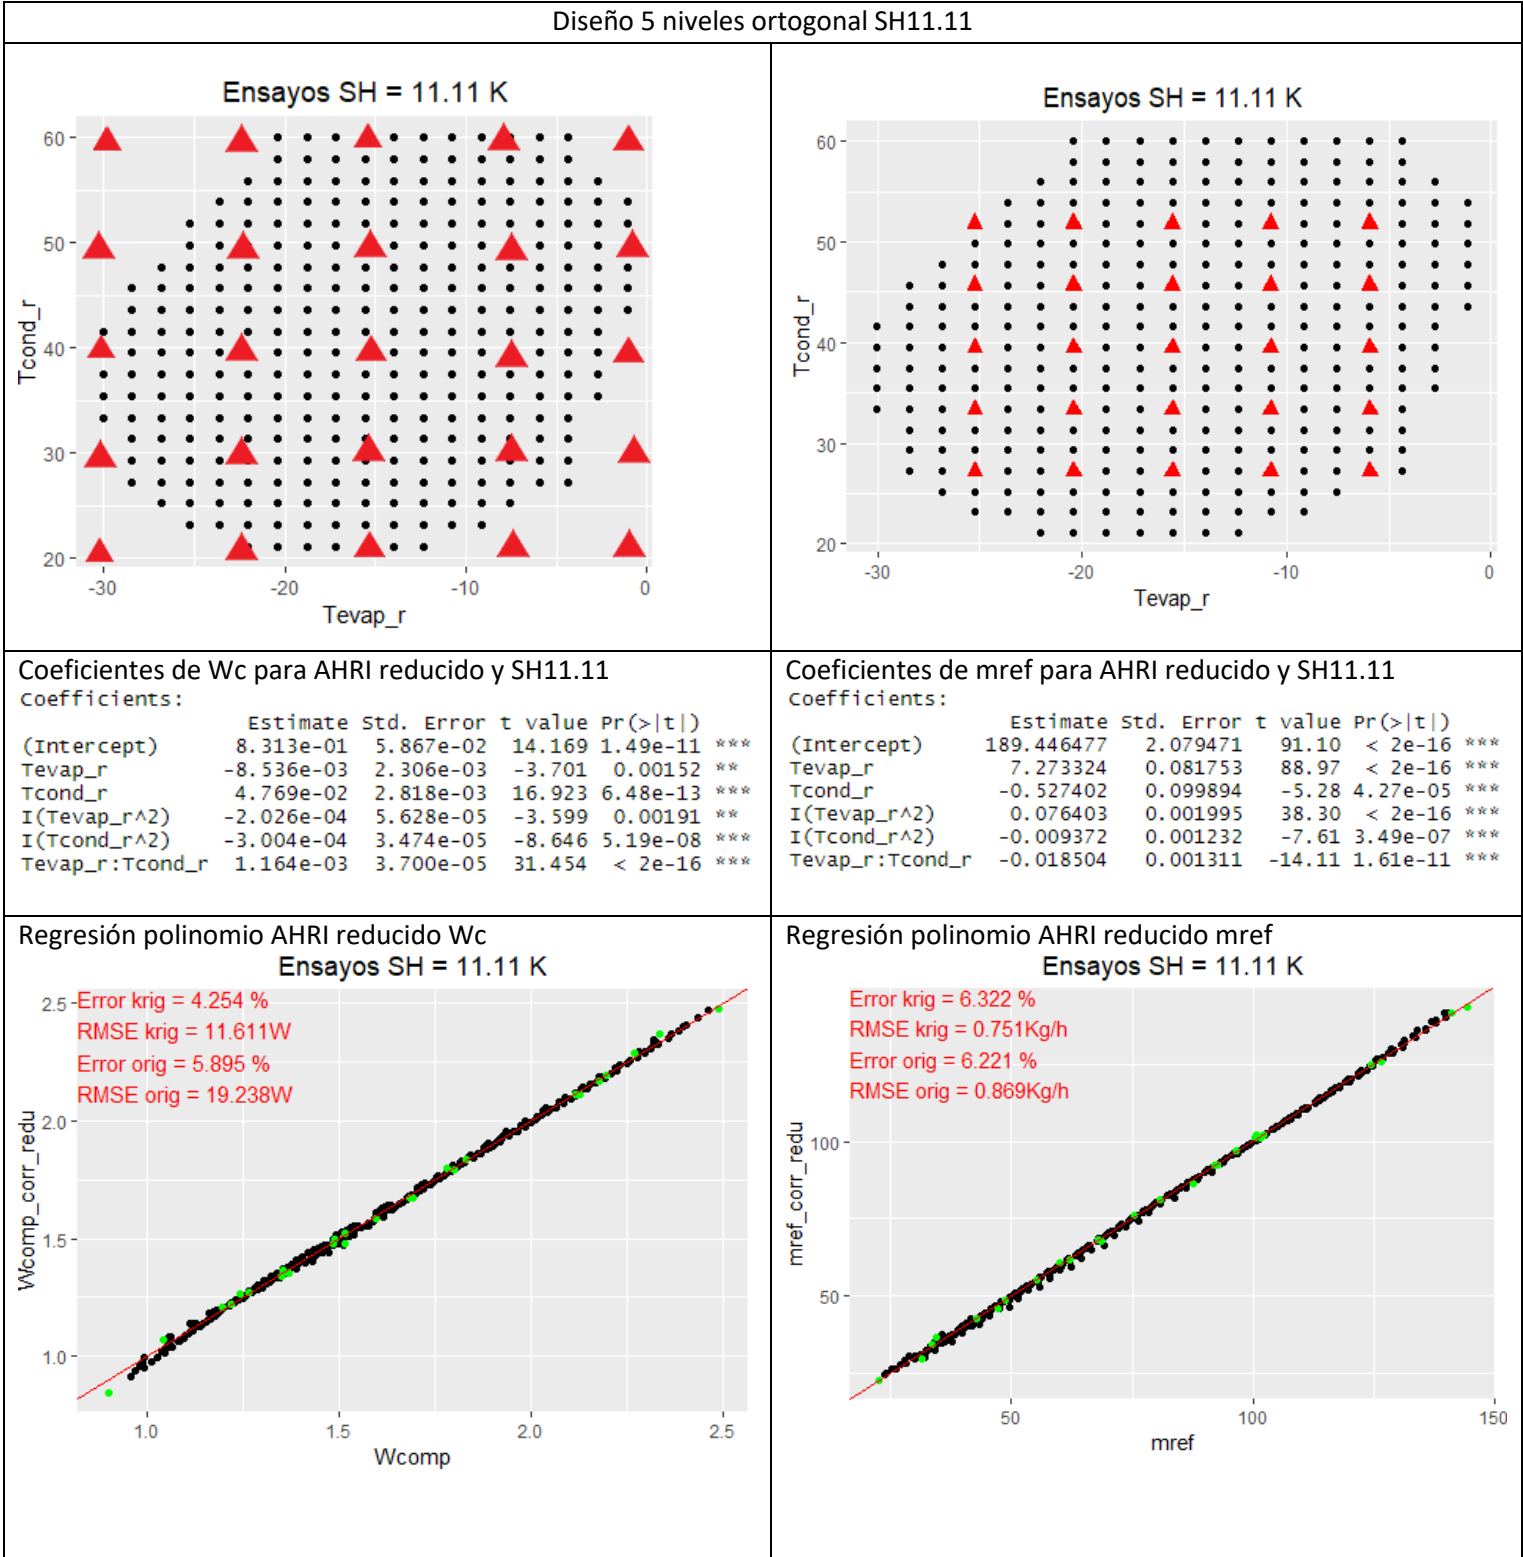 Diseño 5 niveles ortogonal SH11.11
Ensayos SH = 11.11 K
60
50
40
30
20
Tcond_r
-30
-20
-10
0
Tevap_r
Ensayos SH = 11.11 K
60
50
40
30
20
Tcond_r
-30
-20
-10
0
Tevap_r
Coeficientes de Wc para AHRI reducido y SH11.11
Coefficients:
Estimate Std. Error t value Pr(>|t|)
(Intercept) 8.313e-01 5.867e-02 14.169 1.49e-11 ***
Tevap_r -8.536e-03 2.306e-03 -3.701 0.00152 **
Tcond_r 4.769e-02 2.818e-03 16.923 6.48e-13 ***
I(Tevap_r^2) -2.026e-04 5.628e-05 -3.599 0.00191 **
I(Tcond_r^2) -3.004e-04 3.474e-05 -8.646 5.19e-08 ***
Tevap_r:Tcond_r 1.164e-03 3.700e-05 31.454 < 2e-16 ***
Coeficientes de mref para AHRI reducido y SH11.11
Coefficients:
Estimate Std. Error t value Pr(>|t|)
(Intercept) 189.446477 2.079471 91.10 < 2e-16 ***
Tevap_r 7.273324 0.081753 88.97 < 2e-16 ***
Tcond_r -0.527402 0.099894 -5.28 4.27e-05 ***
I(Tevap_r^2) 0.076403 0.001995 38.30 < 2e-16 ***
I(Tcond_r^2) -0.009372 0.001232 -7.61 3.49e-07 ***
Tevap_r:Tcond_r -0.018504 0.001311 -14.11 1.61e-11 ***
Regresión polinomio AHRI reducido Wc
Ensayos SH = 11.11 K
Error krig = 4.254 %
RMSE krig = 11.611W
Error orig = 5.895 %
RMSE orig = 19.238W
2.5
2.0
1.5
1.0
Wcomp_corr_redu
1.0
1.5
2.0
2.5
Wcomp
Regresión polinomio AHRI reducido mref
Ensayos SH = 11.11 K
Error krig = 6.322 %
RMSE krig = 0.751Kg/h
Error orig = 6.221 %
RMSE orig = 0.869Kg/h
100
50
mref_corr_redu
50
100
150
mref